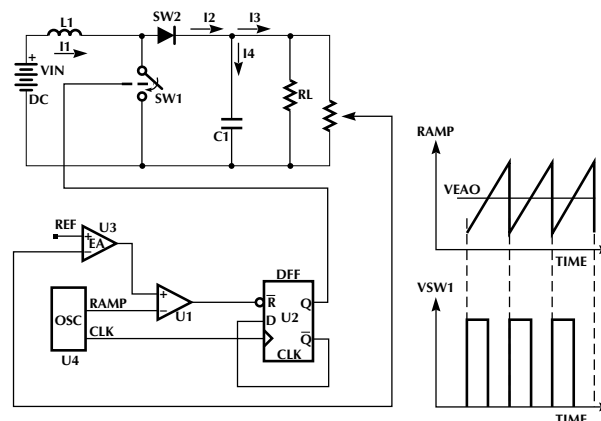 SW2
L1
I2
I3
I1
I4
+
VIN
DC
SW1
RL
C1
RAMP
VEAO
TIME
REF
U3
+
EA
−
DFF
RAMP
+
−
U1
R
Q
OSC
D
U2
CLK
Q
U4
CLK
VSW1
TIME